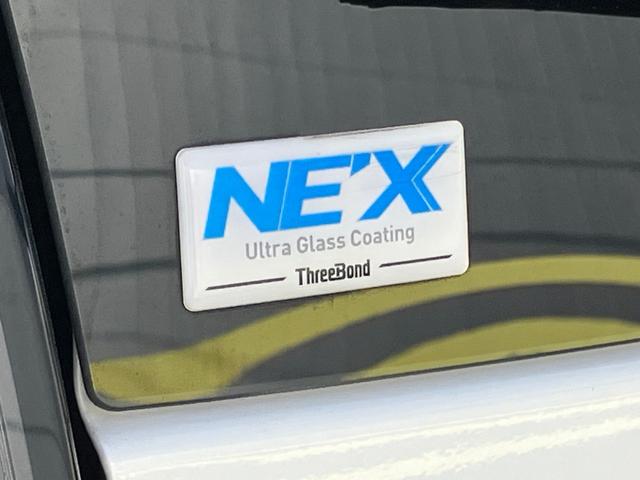 NE'X
Ultra Glass Coating
ThreeBond